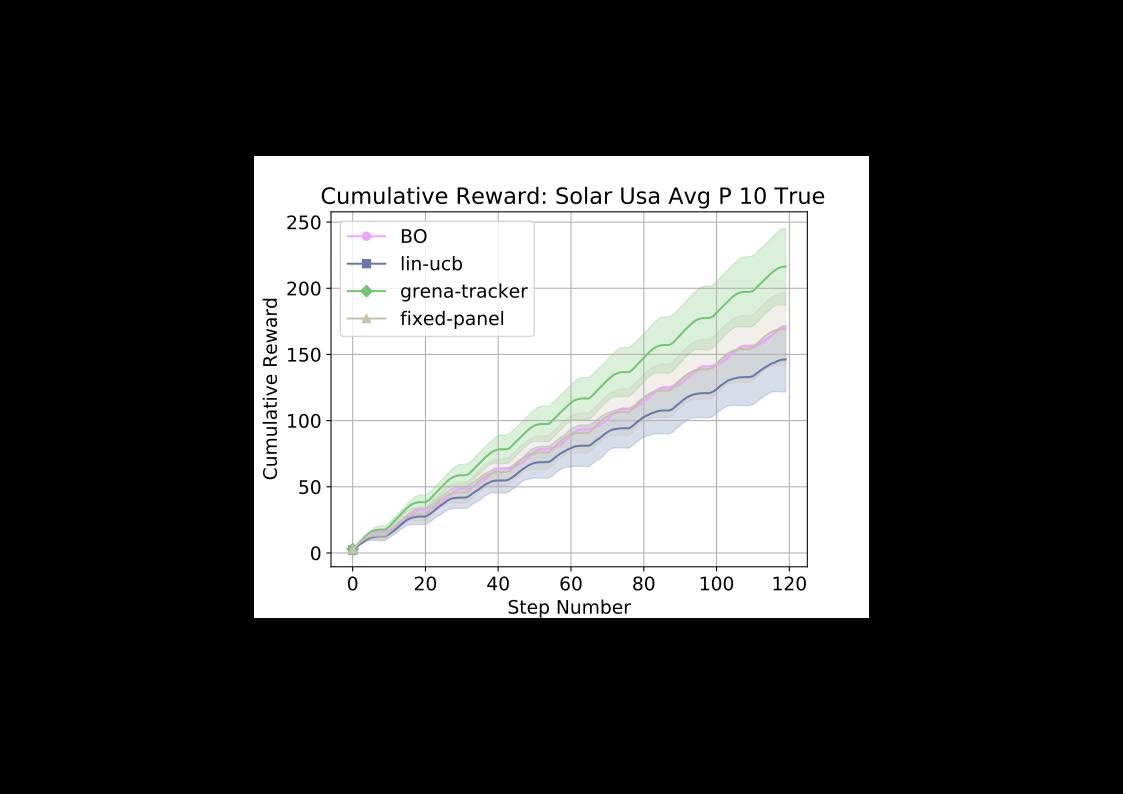 Cumulative Reward: Solar Usa Avg P 10 True
250
200
150
100
50
0
Cumulative Reward
BO
lin-ucb
grena-tracker
fixed-panel
0 20 40 60 80 100 120
Step Number